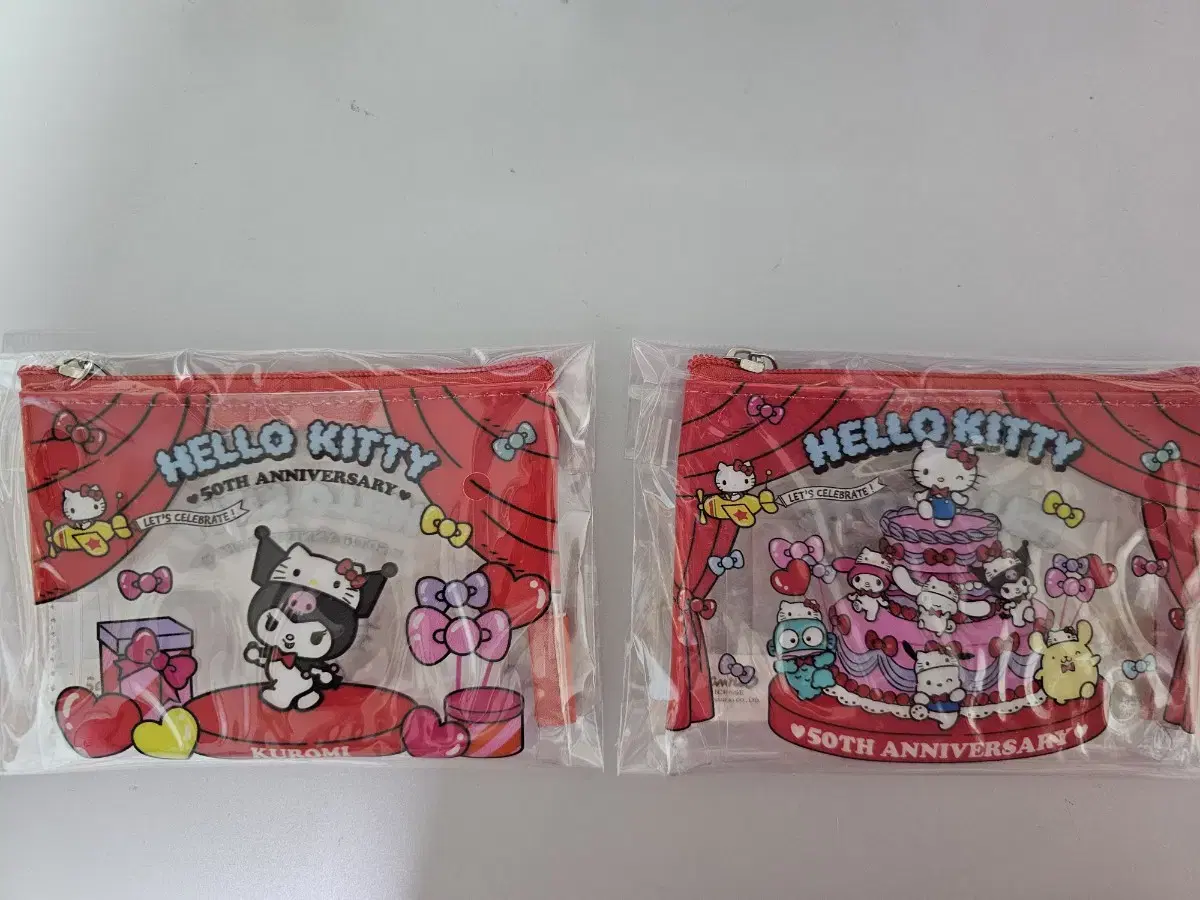 HELLO KITTY
♥50TH ANNIVERSARY♥
LET'S CELEBRATE!
KUROMI
HELLO KITTY
LET'S CELEBRATE!
♥50TH ANNIVERSARY♥